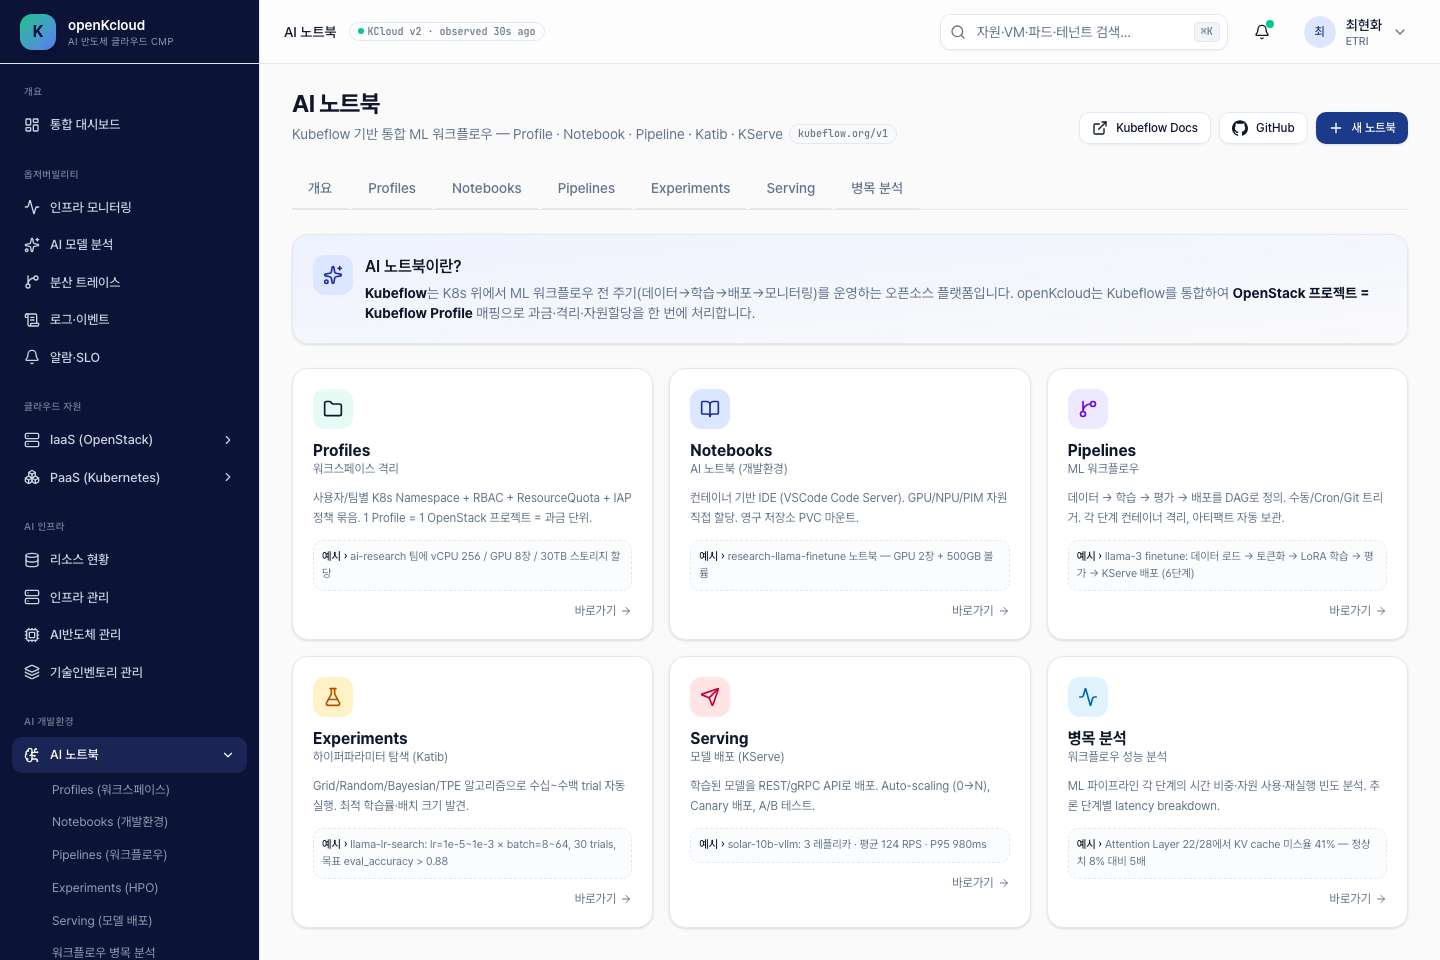 K
openKcloud
AI 반도체 클라우드 CMP
개요
통합 대시보드
옵저버빌리티
인프라 모니터링
AI 모델 분석
분산 트레이스
로그·이벤트
알람·SLO
클라우드 자원
IaaS (OpenStack)
PaaS (Kubernetes)
AI 인프라
리소스 현황
인프라 관리
AI반도체 관리
기술인벤토리 관리
AI 개발환경
AI 노트북
Profiles (워크스페이스)
Notebooks (개발환경)
Pipelines (워크플로우)
Experiments (HPO)
Serving (모델 배포)
워크플로우 병목 분석
AI 노트북
KCloud v2 · observed 30s ago
자원·VM·파드·테넌트 검색...
⌘K
최
최현화
ETRI
AI 노트북
Kubeflow 기반 통합 ML 워크플로우 — Profile · Notebook · Pipeline · Katib · KServe
kubeflow.org/v1
Kubeflow Docs
GitHub
새 노트북
개요
Profiles
Notebooks
Pipelines
Experiments
Serving
병목 분석
AI 노트북이란?
Kubeflow는 K8s 위에서 ML 워크플로우 전 주기(데이터→학습→배포→모니터링)를 운영하는 오픈소스 플랫폼입니다. openKcloud는 Kubeflow를 통합하여 OpenStack 프로젝트 =
Kubeflow Profile 매핑으로 과금·격리·자원할당을 한 번에 처리합니다.
Profiles
워크스페이스 격리
사용자/팀별 K8s Namespace + RBAC + ResourceQuota + IAP
정책 묶음. 1 Profile = 1 OpenStack 프로젝트 = 과금 단위.
예시 › ai-research 팀에 vCPU 256 / GPU 8장 / 30TB 스토리지 할
당
바로가기 →
Notebooks
AI 노트북 (개발환경)
컨테이너 기반 IDE (VSCode Code Server). GPU/NPU/PIM 자원
직접 할당. 영구 저장소 PVC 마운트.
예시 › research-llama-finetune 노트북 — GPU 2장 + 500GB 볼
륨
바로가기 →
Pipelines
ML 워크플로우
데이터 → 학습 → 평가 → 배포를 DAG로 정의. 수동/Cron/Git 트리
거. 각 단계 컨테이너 격리, 아티팩트 자동 보관.
예시 › llama-3 finetune: 데이터 로드 → 토큰화 → LoRA 학습 → 평
가 → KServe 배포 (6단계)
바로가기 →
Experiments
하이퍼파라미터 탐색 (Katib)
Grid/Random/Bayesian/TPE 알고리즘으로 수십~수백 trial 자동
실행. 최적 학습률·배치 크기 발견.
예시 › llama-lr-search: lr=1e-5~1e-3 × batch=8~64, 30 trials,
목표 eval_accuracy > 0.88
바로가기 →
Serving
모델 배포 (KServe)
학습된 모델을 REST/gRPC API로 배포. Auto-scaling (0→N),
Canary 배포, A/B 테스트.
예시 › solar-10b-vllm: 3 레플리카 · 평균 124 RPS · P95 980ms
바로가기 →
병목 분석
워크플로우 성능 분석
ML 파이프라인 각 단계의 시간 비중·자원 사용·재실행 빈도 분석. 추
론 단계별 latency breakdown.
예시 › Attention Layer 22/28에서 KV cache 미스율 41% — 정상
치 8% 대비 5배
바로가기 →